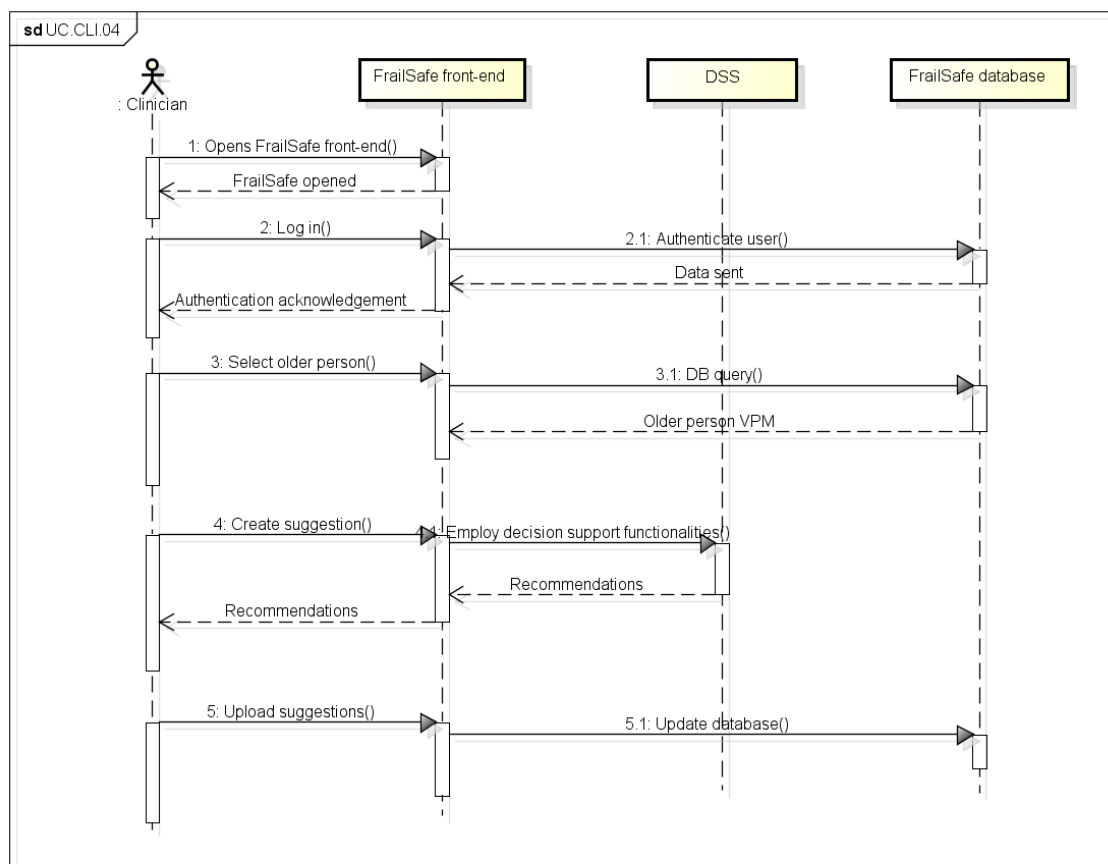 sd UC.CLI.04
: Clinician
FrailSafe front-end
DSS
FrailSafe database
1: Opens FrailSafe front-end()
FrailSafe opened
2: Log in()
2.1: Authenticate user()
Data sent
Authentication acknowledgement
3: Select older person()
3.1: DB query()
Older person VPM
4: Create suggestion()
4.1: Employ decision support functionalities()
Recommendations
Recommendations
5: Upload suggestions()
5.1: Update database()